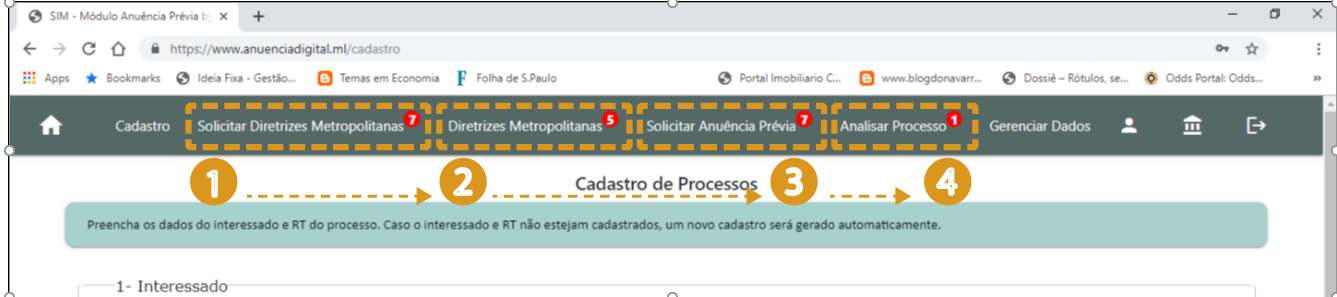 SIM - Módulo Anuência Prévia by
https://www.anuenciadigital.ml/cadastro
Apps Bookmarks Ideia Fixa - Gestão... Temas em Economia Folha de S.Paulo Portal Imobiliario C... www.blogdonavarr... Dossiê – Rótulos, se... Odds Portal: Odds...
Cadastro Solicitar Diretrizes Metropolitanas 7 Diretrizes Metropolitanas 5 Solicitar Anuência Prévia 7 Analisar Processo 1 Gerenciar Dados
1 2 3 4
Cadastro de Processos
Preencha os dados do interessado e RT do processo. Caso o interessado e RT não estejam cadastrados, um novo cadastro será gerado automaticamente.
1- Interessado